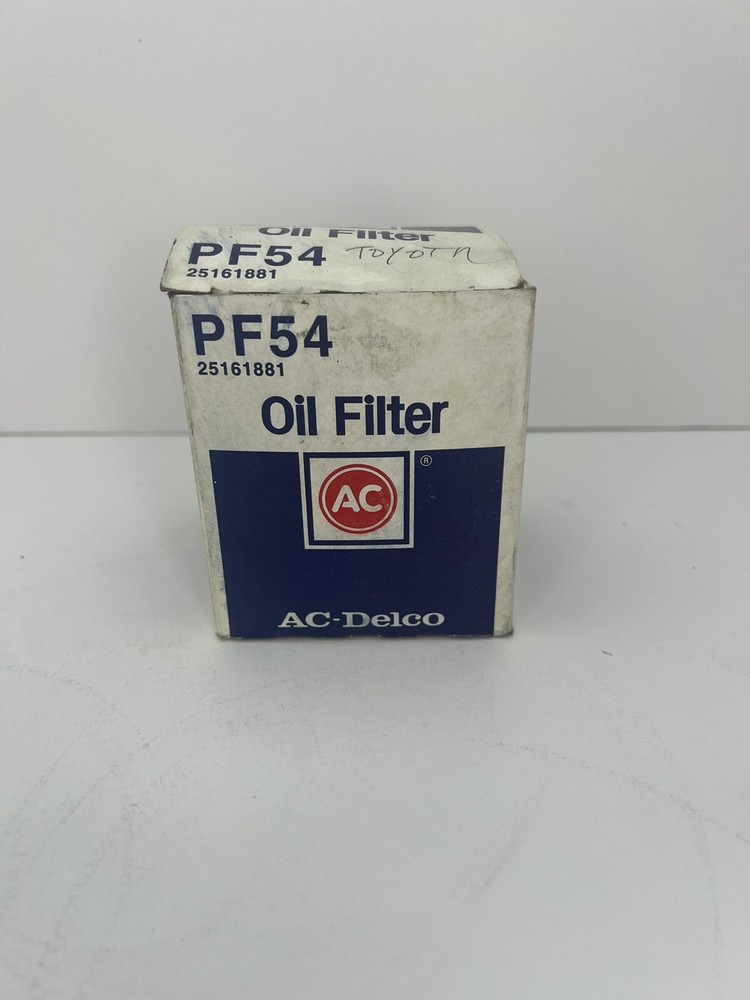 Oil Filter
PF54 TOYOTA
25161881
PF54
25161881
Oil Filter
AC ®
AC-Delco